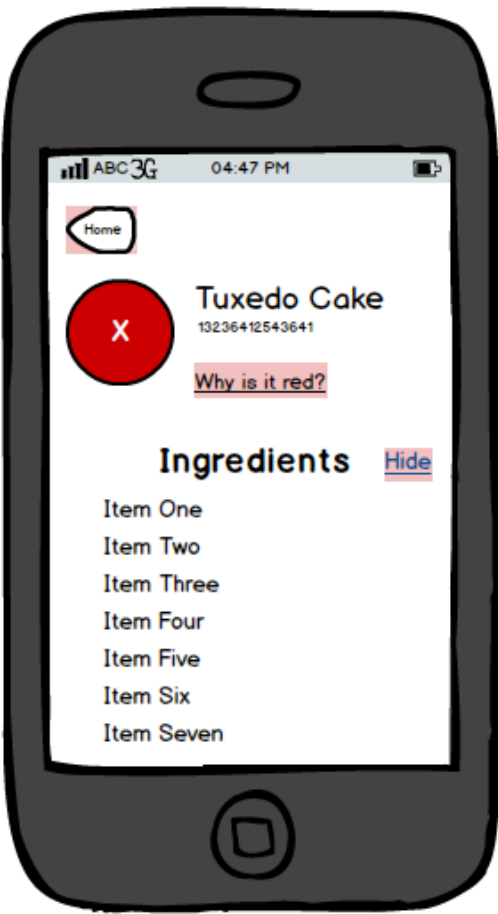 ABC 3G 04:47 PM
Home
X
Tuxedo Cake
13236412543641
Why is it red?
Ingredients Hide
Item One
Item Two
Item Three
Item Four
Item Five
Item Six
Item Seven